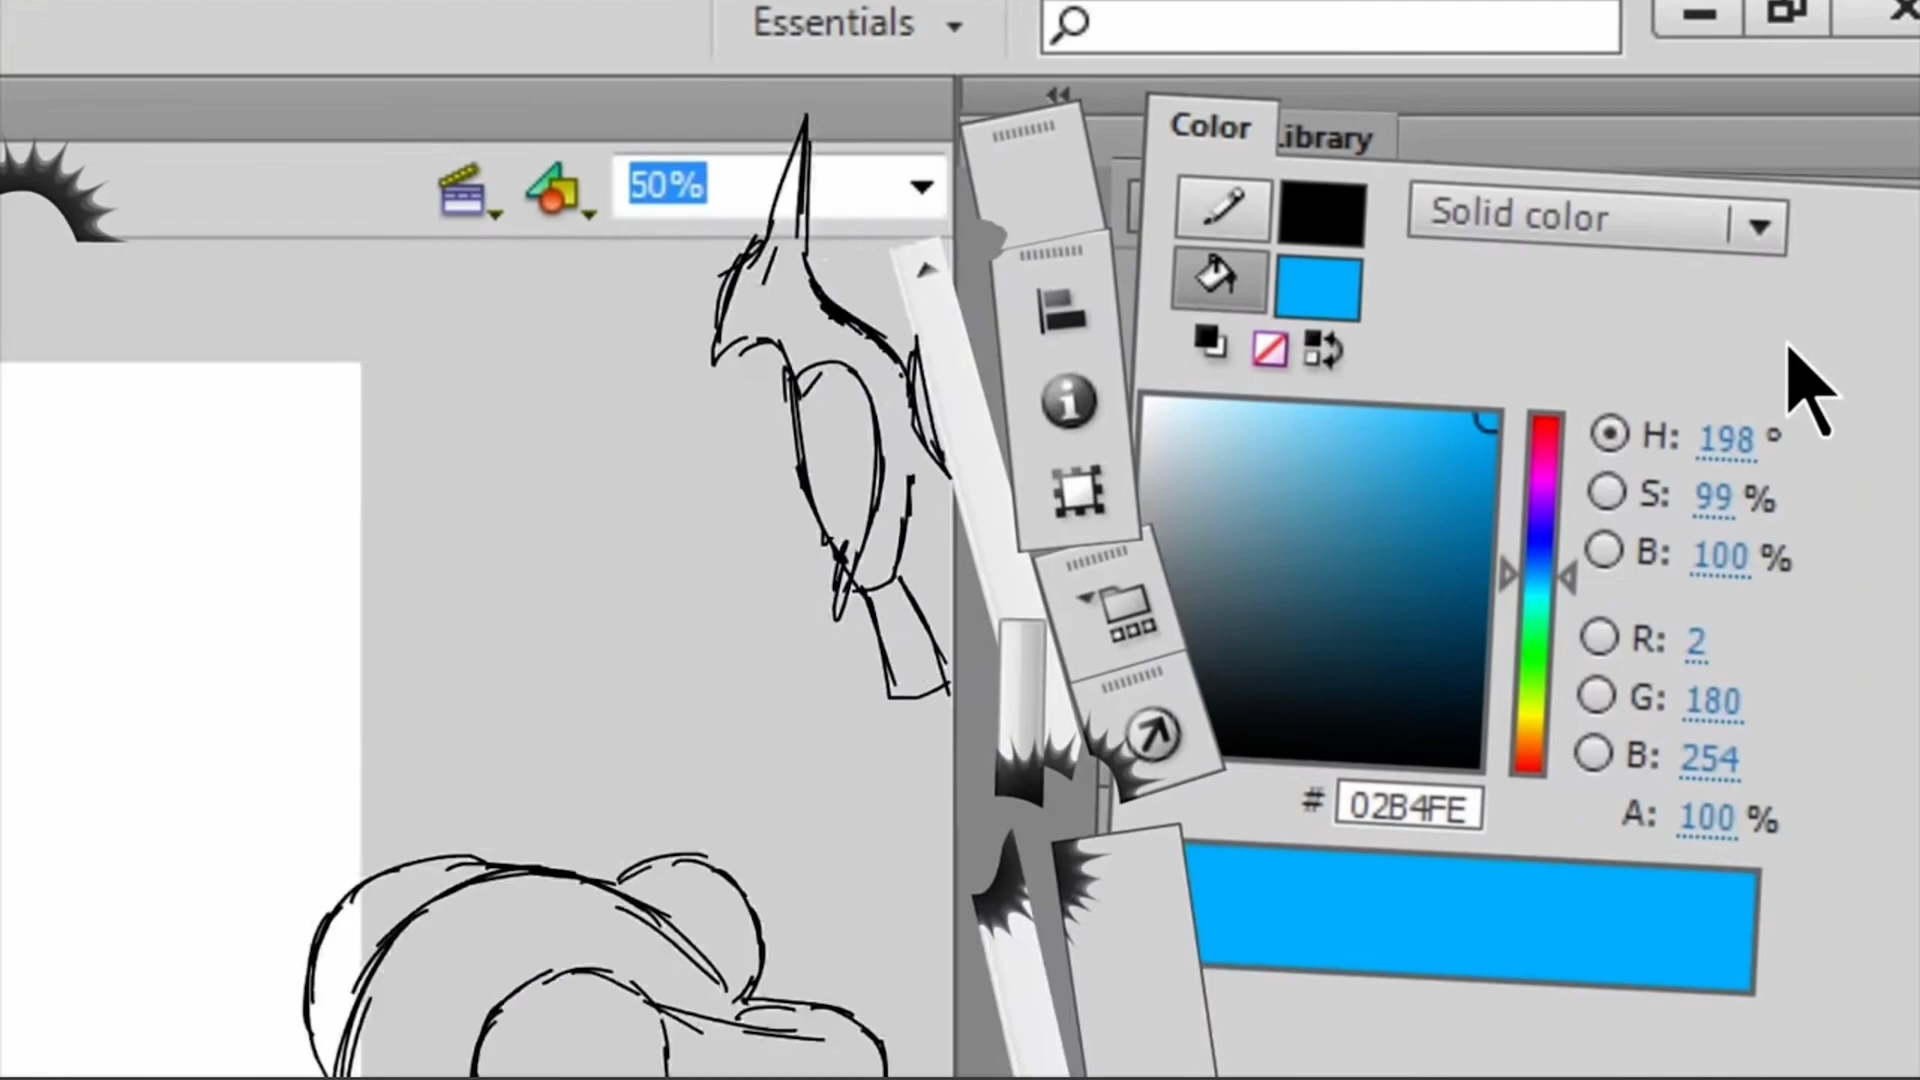 Essentials
50%
Color
Library
Solid color
H: 198 °
S: 99 %
B: 100 %
R: 2
G: 180
B: 254
A: 100 %
# 02B4FE